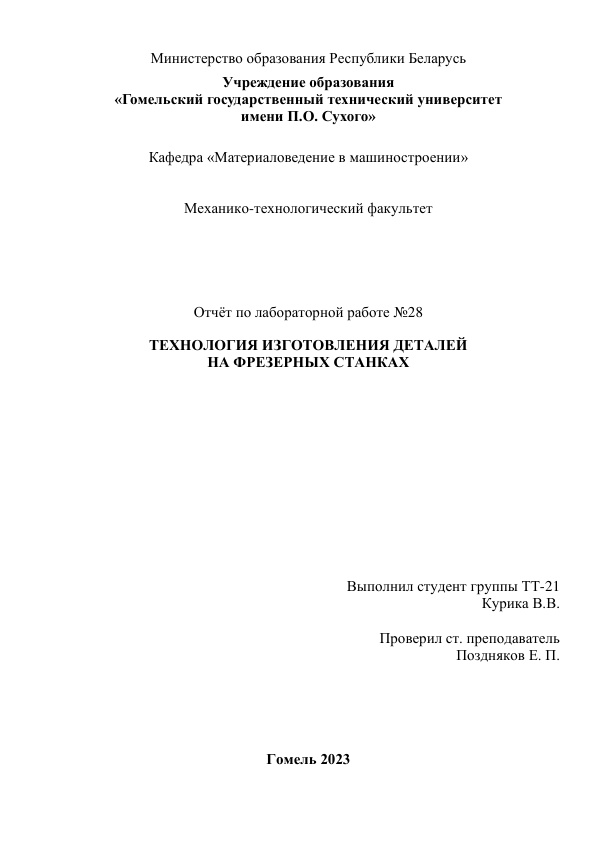 Министерство образования Республики Беларусь
Учреждение образования
«Гомельский государственный технический университет
имени П.О. Сухого»
Кафедра «Материаловедение в машиностроении»
Механико-технологический факультет
Отчёт по лабораторной работе №28
ТЕХНОЛОГИЯ ИЗГОТОВЛЕНИЯ ДЕТАЛЕЙ
НА ФРЕЗЕРНЫХ СТАНКАХ
Выполнил студент группы ТТ-21
Курика В.В.
Проверил ст. преподаватель
Поздняков Е. П.
Гомель 2023